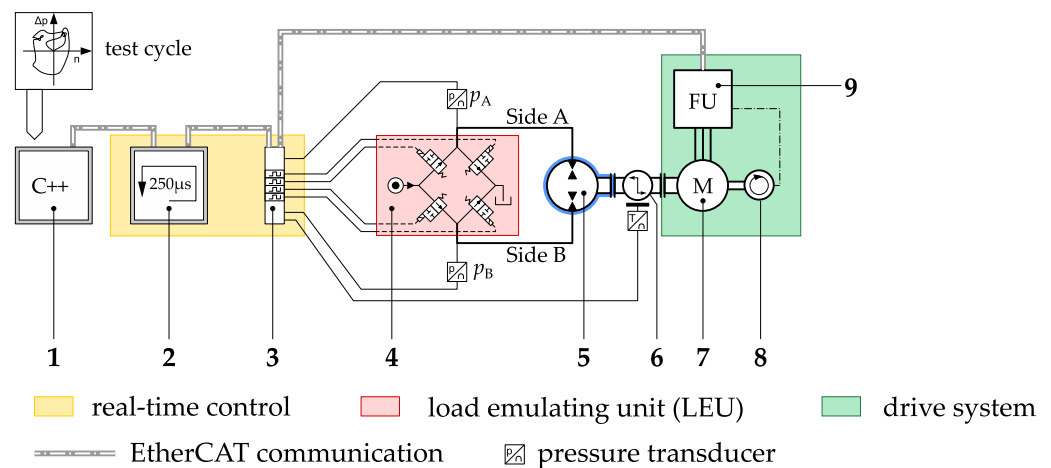 Δp
n
test cycle
p
p_A
Side A
FU
9
C++
250µs
M
T
Side B
p
p_B
1
2
3
4
5
6
7
8
real-time control
load emulating unit (LEU)
drive system
EtherCAT communication
p
pressure transducer